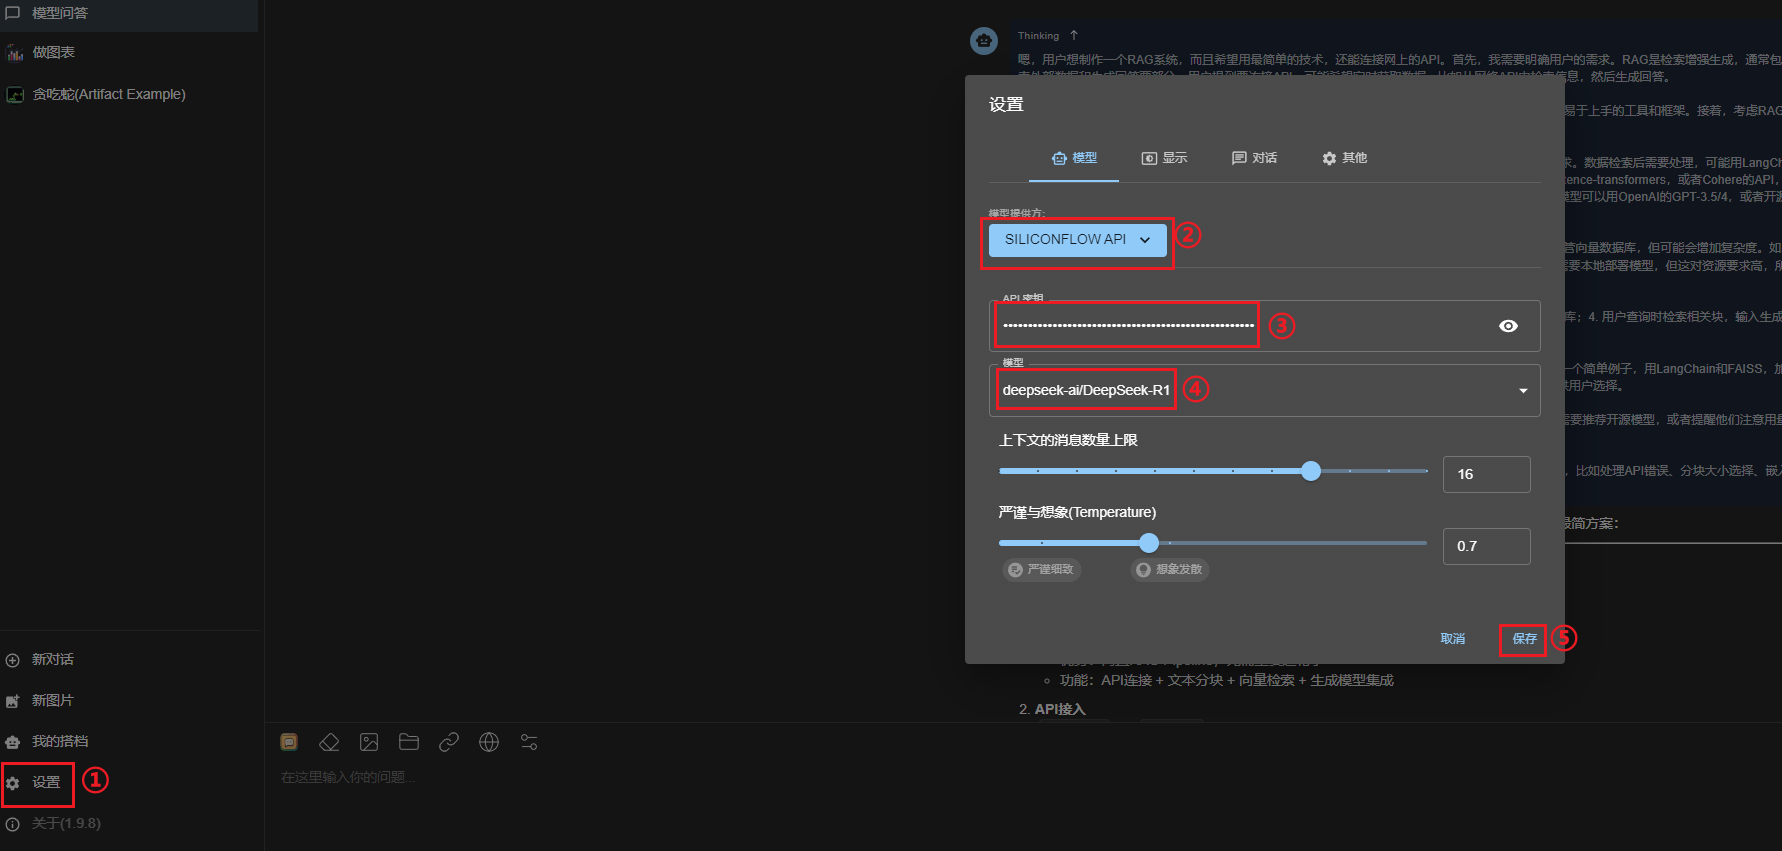 模型问答
做图表
贪吃蛇(Artifact Example)
新对话
新图片
我的搭档
设置
①
关于(1.9.8)
Thinking ↑
嗯，用户想制作一个RAG系统，而且希望用最简单的技术，还能连接网上的API。首先，我需要明确用户的需求。RAG是检索增强生成，通常包
信息，然后生成回答。
易于上手的工具和框架。接着，考虑RAG
求。数据检索后需要处理，可能用LangCh
tence-transformers，或者Cohere的API，
模型可以用OpenAI的GPT-3.5/4，或者开源
管向量数据库，但可能会增加复杂度。如
要本地部署模型，但这对资源要求高，所
库；4. 用户查询时检索相关块，输入生成
一个简单例子，用LangChain和FAISS，加
供用户选择。
需要推荐开源模型，或者提醒他们注意用量
，比如处理API错误、分块大小选择、嵌入
最简方案：
设置
模型
显示
对话
其他
模型提供方:
SILICONFLOW API
②
API 密钥
③
模型
deepseek-ai/DeepSeek-R1
④
上下文的消息数量上限
16
严谨与想象(Temperature)
0.7
严谨细致
想象发散
取消
保存
⑤
功能：API连接 + 文本分块 + 向量检索 + 生成模型集成
2. API接入
在这里输入你的问题...